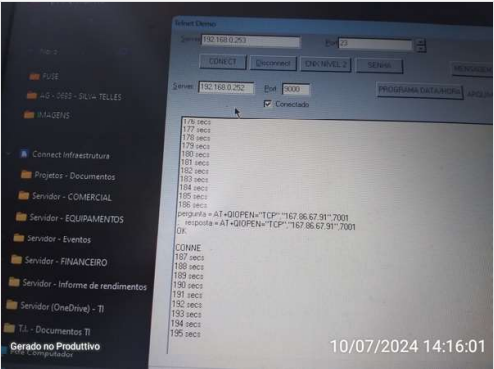 Telnet Demo
Server 192.168.0.253 Port 23
CONECT Disconnect CNX NIVEL 2 SENHA
Server 192.168.0.252 Port 9000
PROGRAMA DATA/HORA
Conectado
176 secs
177 secs
178 secs
179 secs
180 secs
181 secs
182 secs
183 secs
184 secs
185 secs
186 secs
pergunta = AT+QIOPEN="TCP","167.86.67.91",7001
: resposta = AT+QIOPEN="TCP","167.86.67.91",7001
OK
CONNE
187 secs
188 secs
189 secs
190 secs
191 secs
192 secs
193 secs
194 secs
195 secs
FUSE
AG - 0695 - SILVA TELLES
IMAGENS
Connect Infraestrutura
Projetos - Documentos
Servidor - COMERCIAL
Servidor - EQUIPAMENTOS
Servidor - Eventos
Servidor - FINANCEIRO
Servidor - Informe de rendimentos
Servidor (OneDrive) - TI
T.I. - Documentos TI
Computador
Gerado no Produttivo
10/07/2024 14:16:01